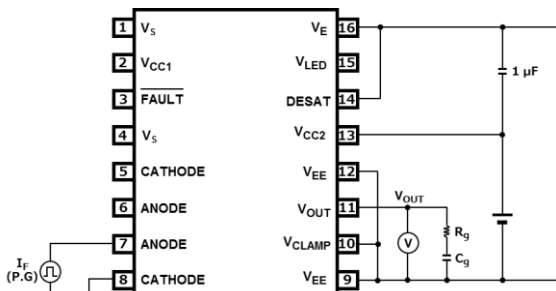 1 VS VE 16
2 VCC1 VLED 15
3 FAULT DESAT 14
4 VS VCC2 13
5 CATHODE VEE 12
6 ANODE VOUT 11
7 ANODE VCLAMP 10
8 CATHODE VEE 9
1 μF
VOUT
V
Rg
Cg
IF
(P.G)